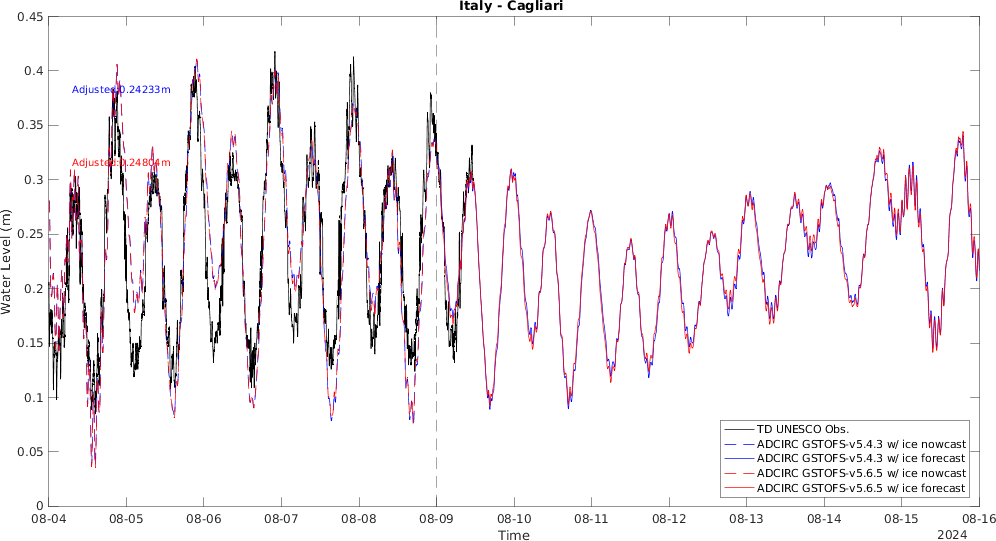 Italy - Cagliari
0.45
0.4
0.35
0.3
0.25
0.2
0.15
0.1
0.05
0
Water Level (m)
Adjusted:0.24233m
Adjusted:0.24804m
TD UNESCO Obs.
ADCIRC GSTOFS-v5.4.3 w/ ice nowcast
ADCIRC GSTOFS-v5.4.3 w/ ice forecast
ADCIRC GSTOFS-v5.6.5 w/ ice nowcast
ADCIRC GSTOFS-v5.6.5 w/ ice forecast
08-04 08-05 08-06 08-07 08-08 08-09 08-10 08-11 08-12 08-13 08-14 08-15 08-16
Time
2024